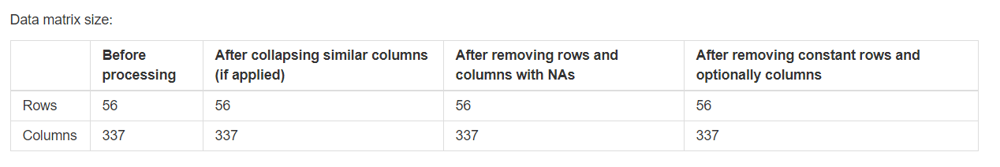 Data matrix size:
Before processing
After collapsing similar columns (if applied)
After removing rows and columns with NAs
After removing constant rows and optionally columns
Rows 56 56 56 56
Columns 337 337 337 337